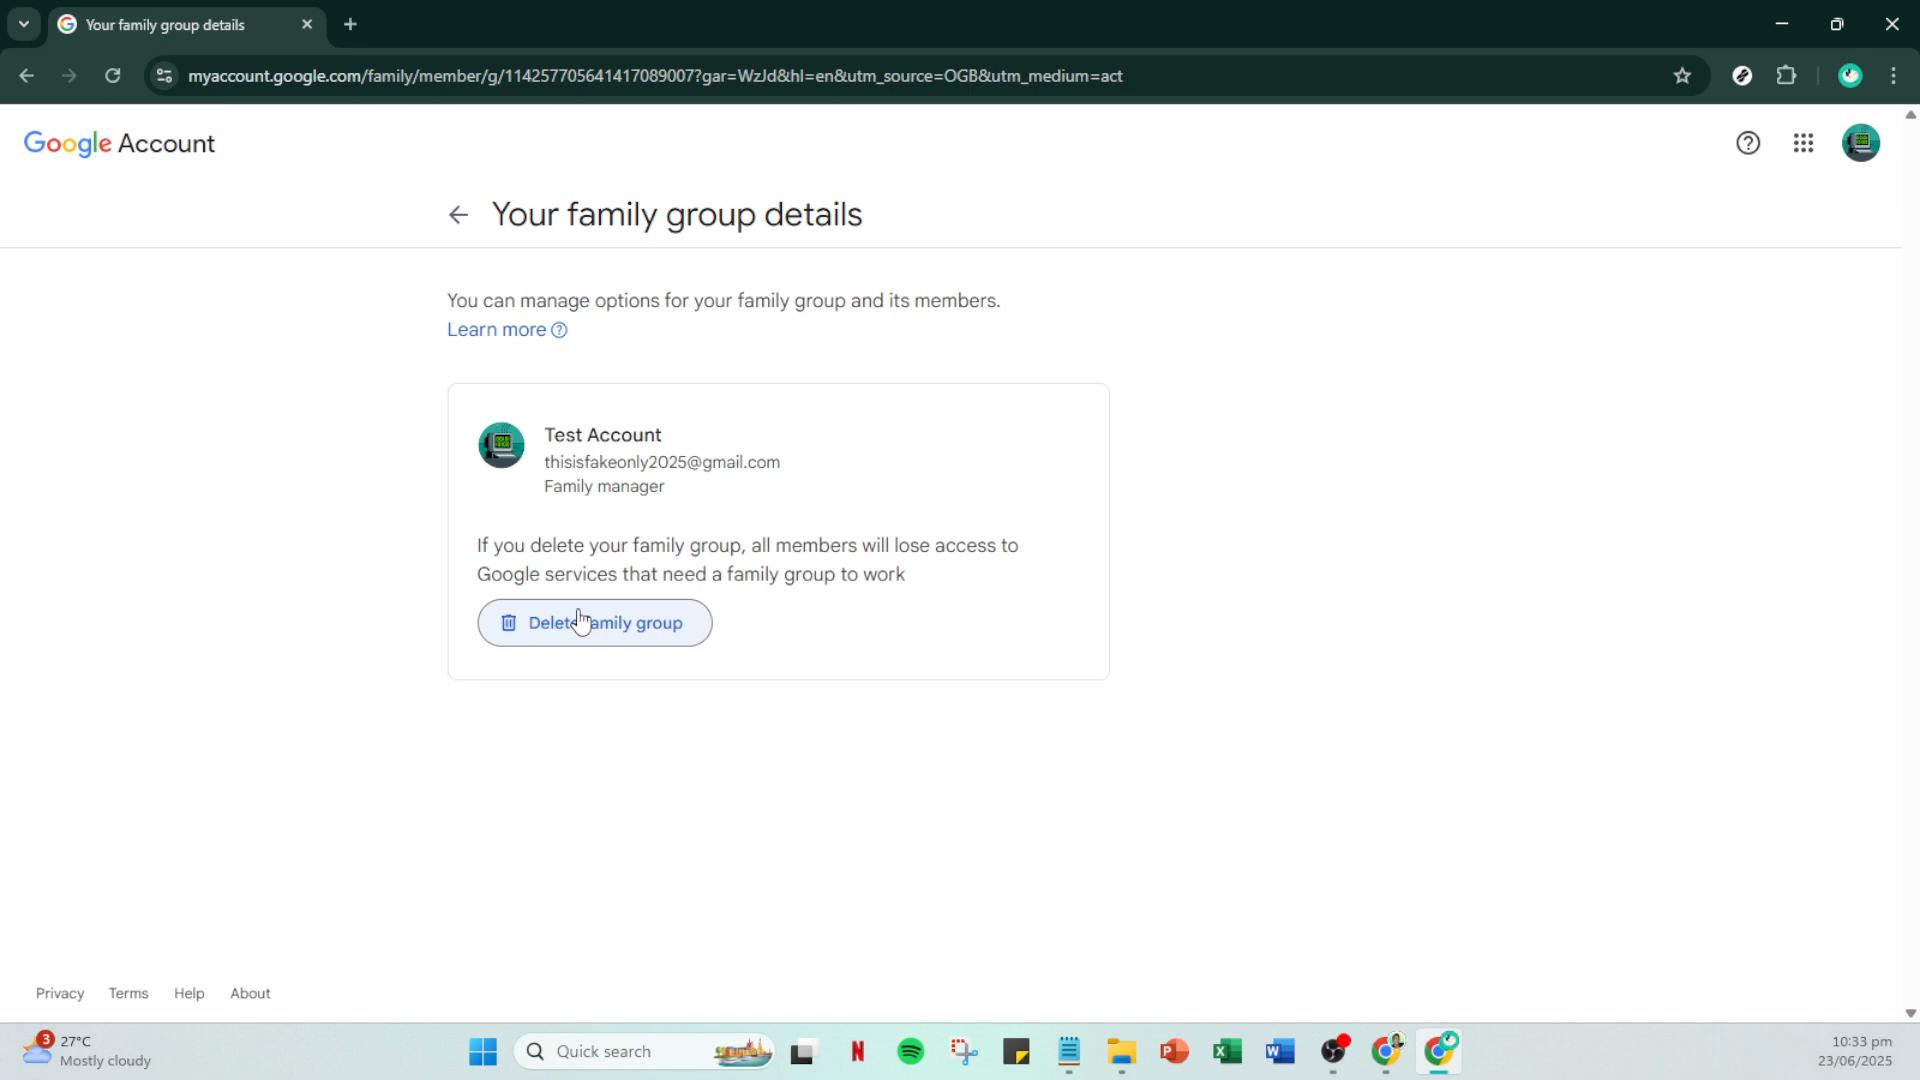 Your family group details
myaccount.google.com/family/member/g/114257705641417089007?gar=WzJd&hl=en&utm_source=OGB&utm_medium=act
Google Account
Your family group details
You can manage options for your family group and its members.
Learn more
Test Account
thisisfakeonly2025@gmail.com
Family manager
If you delete your family group, all members will lose access to
Google services that need a family group to work
Delete family group
Privacy Terms Help About
3
27°C
Mostly cloudy
Quick search
10:33 pm
23/06/2025